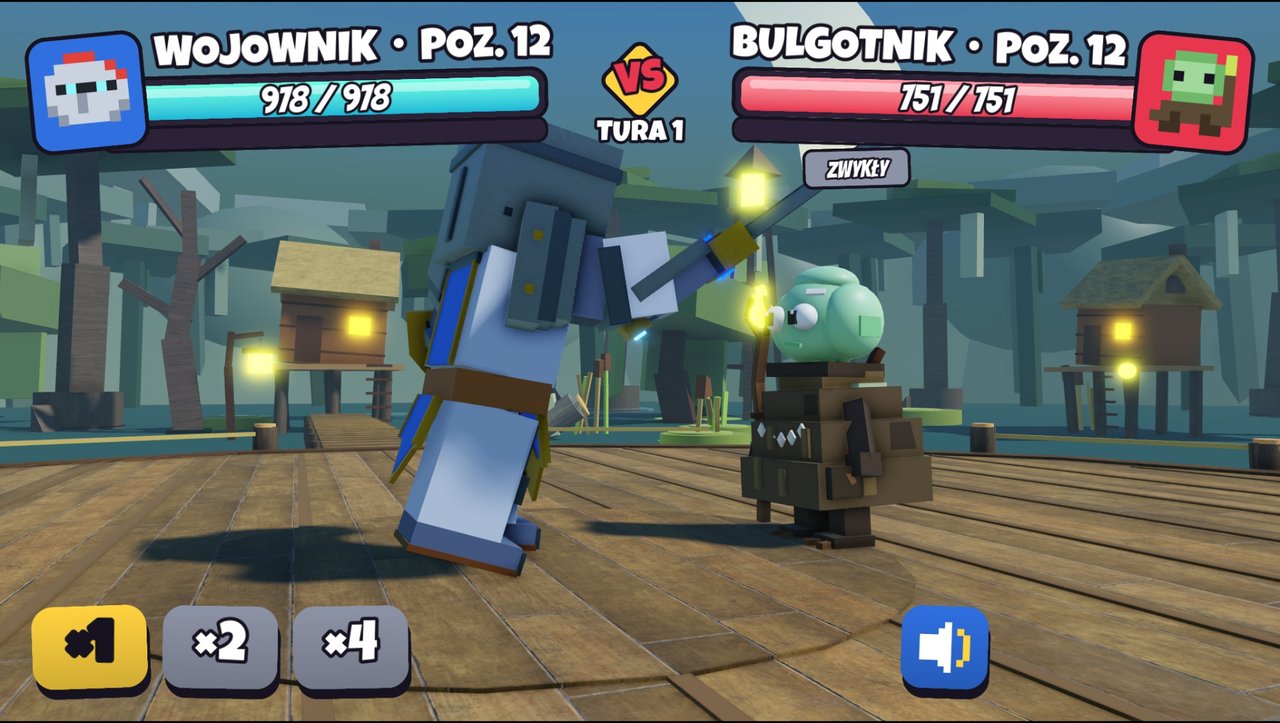 WOJOWNIK • POZ. 12
978 / 978
VS
TURA 1
BULGOTNIK • POZ. 12
751 / 751
ZWYKŁY
×1
×2
×4